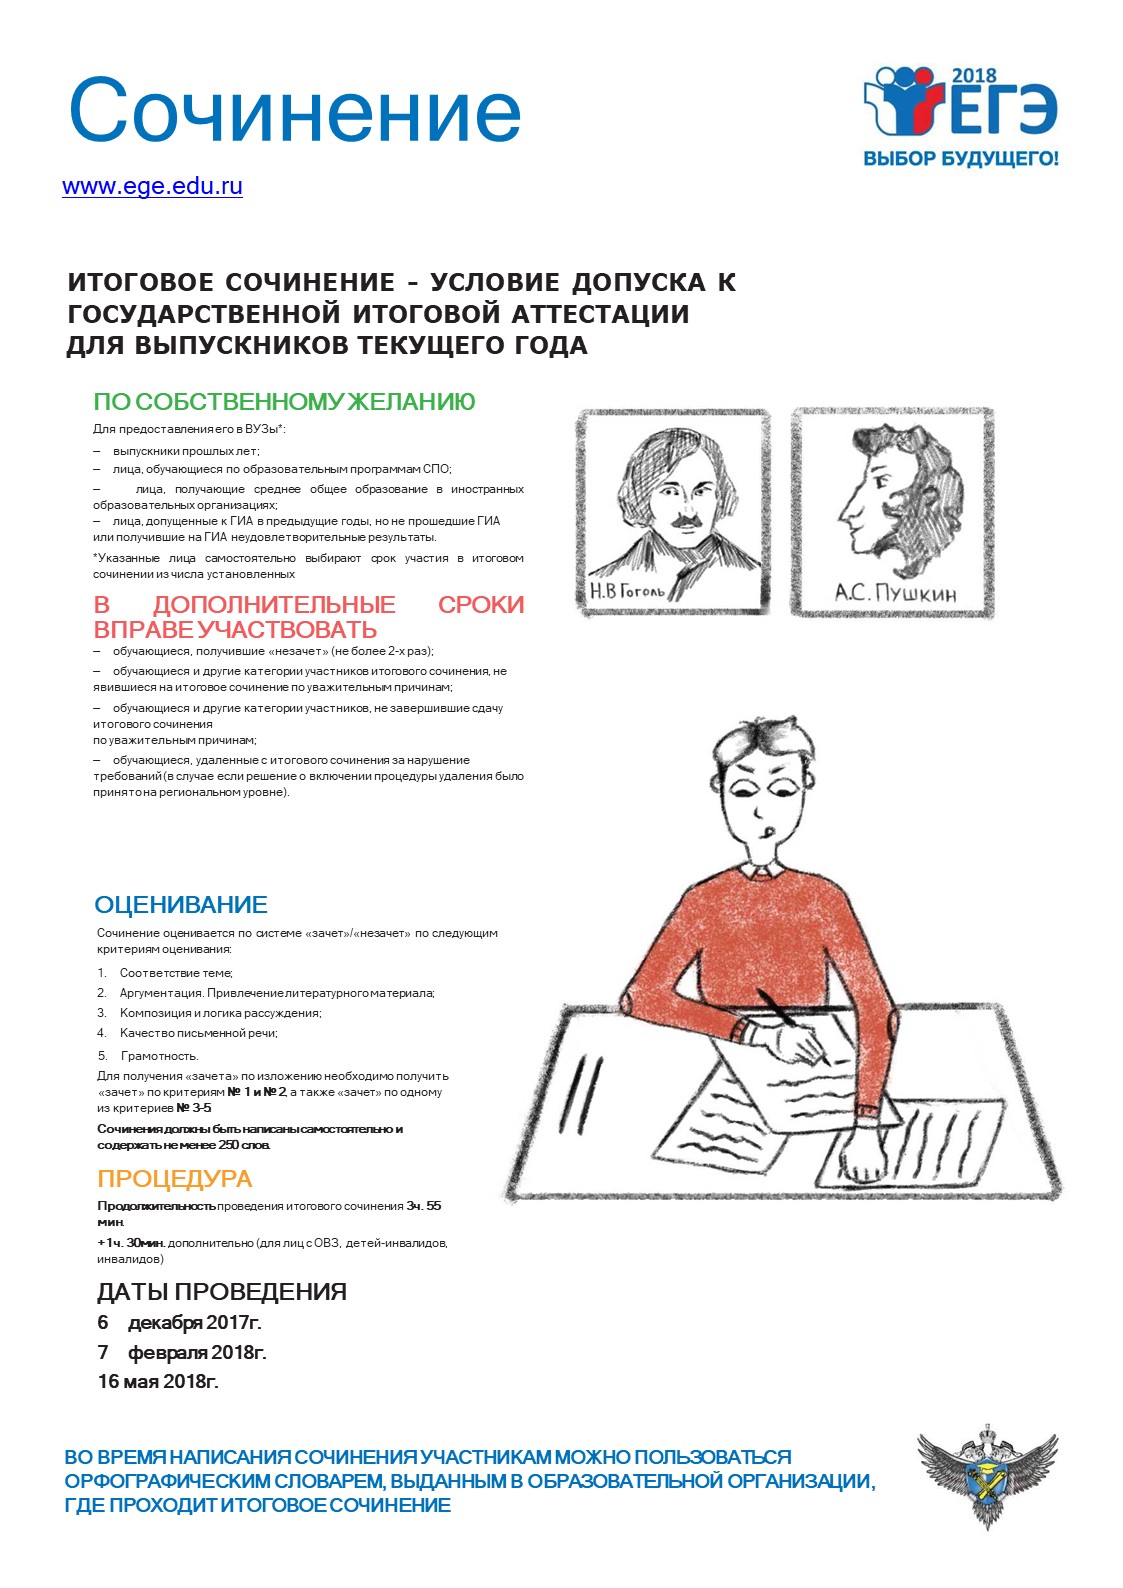 Сочинение
2018
ЕГЭ
ВЫБОР БУДУЩЕГО!
www.ege.edu.ru
ИТОГОВОЕ СОЧИНЕНИЕ – УСЛОВИЕ ДОПУСКА К
ГОСУДАРСТВЕННОЙ ИТОГОВОЙ АТТЕСТАЦИИ
ДЛЯ ВЫПУСКНИКОВ ТЕКУЩЕГО ГОДА
ПО СОБСТВЕННОМУ ЖЕЛАНИЮ
Для предоставления его в ВУЗы*:
– выпускники прошлых лет;
– лица, обучающиеся по образовательным программам СПО;
– лица, получающие среднее общее образование в иностранных
образовательных организациях;
– лица, допущенные к ГИА в предыдущие годы, но не прошедшие ГИА
или получившие на ГИА неудовлетворительные результаты.
*Указанные лица самостоятельно выбирают срок участия в итоговом
сочинении из числа установленных
Н.В Гоголь
А.С. Пушкин
В ДОПОЛНИТЕЛЬНЫЕ СРОКИ
ВПРАВЕ УЧАСТВОВАТЬ
– обучающиеся, получившие «незачет» (не более 2-х раз);
– обучающиеся и другие категории участников итогового сочинения, не
явившиеся на итоговое сочинение по уважительным причинам;
– обучающиеся и другие категории участников, не завершившие сдачу
итогового сочинения
по уважительным причинам;
– обучающиеся, удаленные с итогового сочинения за нарушение
требований (в случае если решение о включении процедуры удаления было
принято на региональном уровне).
ОЦЕНИВАНИЕ
Сочинение оценивается по системе «зачет»/«незачет» по следующим
критериям оценивания:
1. Соответствие теме;
2. Аргументация. Привлечение литературного материала;
3. Композиция и логика рассуждения;
4. Качество письменной речи;
5. Грамотность.
Для получения «зачета» по изложению необходимо получить
«зачет» по критериям № 1 и № 2, а также «зачет» по одному
из критериев № 3-5.
Сочинения должны быть написаны самостоятельно и
содержать не менее 250 слов.
ПРОЦЕДУРА
Продолжительность проведения итогового сочинения 3ч. 55
мин.
+1ч. 30мин. дополнительно (для лиц с ОВЗ, детей-инвалидов,
инвалидов)
ДАТЫ ПРОВЕДЕНИЯ
6 декабря 2017г.
7 февраля 2018г.
16 мая 2018г.
ВО ВРЕМЯ НАПИСАНИЯ СОЧИНЕНИЯ УЧАСТНИКАМ МОЖНО ПОЛЬЗОВАТЬСЯ
ОРФОГРАФИЧЕСКИМ СЛОВАРЕМ, ВЫДАННЫМ В ОБРАЗОВАТЕЛЬНОЙ ОРГАНИЗАЦИИ,
ГДЕ ПРОХОДИТ ИТОГОВОЕ СОЧИНЕНИЕ